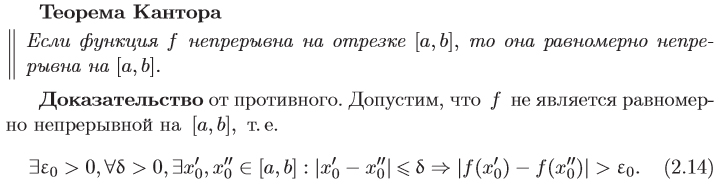 Теорема Кантора
Если функция f непрерывна на отрезке [a, b], то она равномерно непре-
рывна на [a, b].
Доказательство от противного. Допустим, что f не является равномер-
но непрерывной на [a, b], т. е.
∃ε₀ > 0, ∀δ > 0, ∃x′₀, x″₀ ∈ [a, b] : |x′₀ − x″₀| ⩽ δ ⇒ |f(x′₀) − f(x″₀)| > ε₀. (2.14)